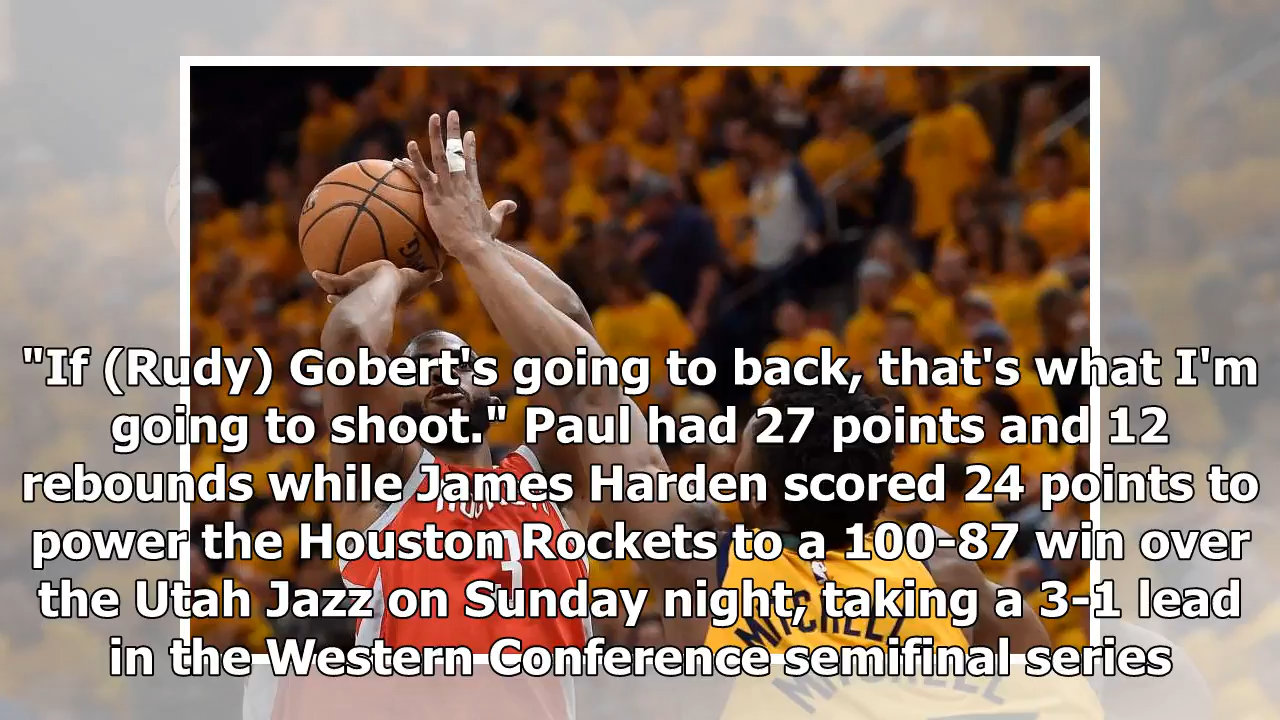 "If (Rudy) Gobert's going to back, that's what I'm
going to shoot." Paul had 27 points and 12
rebounds while James Harden scored 24 points to
power the Houston Rockets to a 100-87 win over
the Utah Jazz on Sunday night, taking a 3-1 lead
in the Western Conference semifinal series
3
MITCHELL